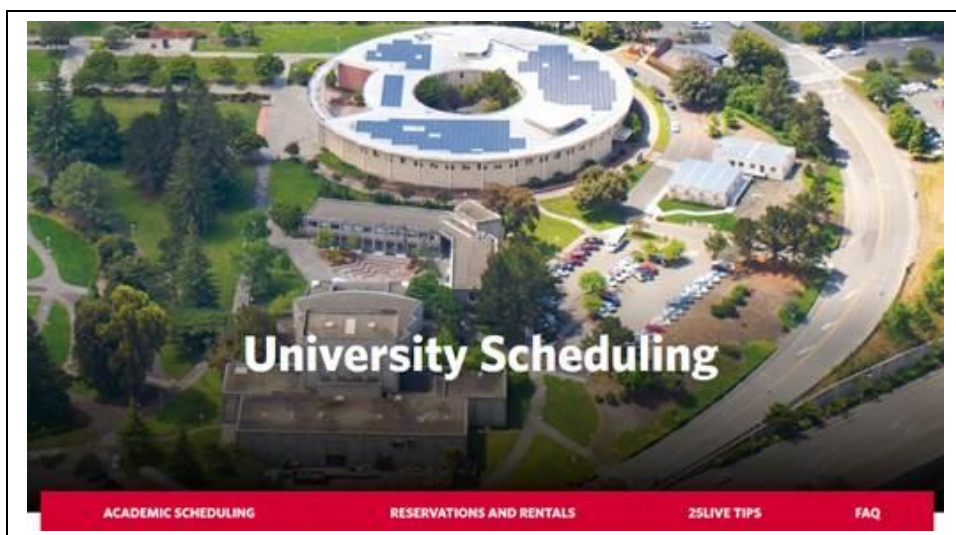 University Scheduling
ACADEMIC SCHEDULING RESERVATIONS AND RENTALS 25LIVE TIPS FAQ